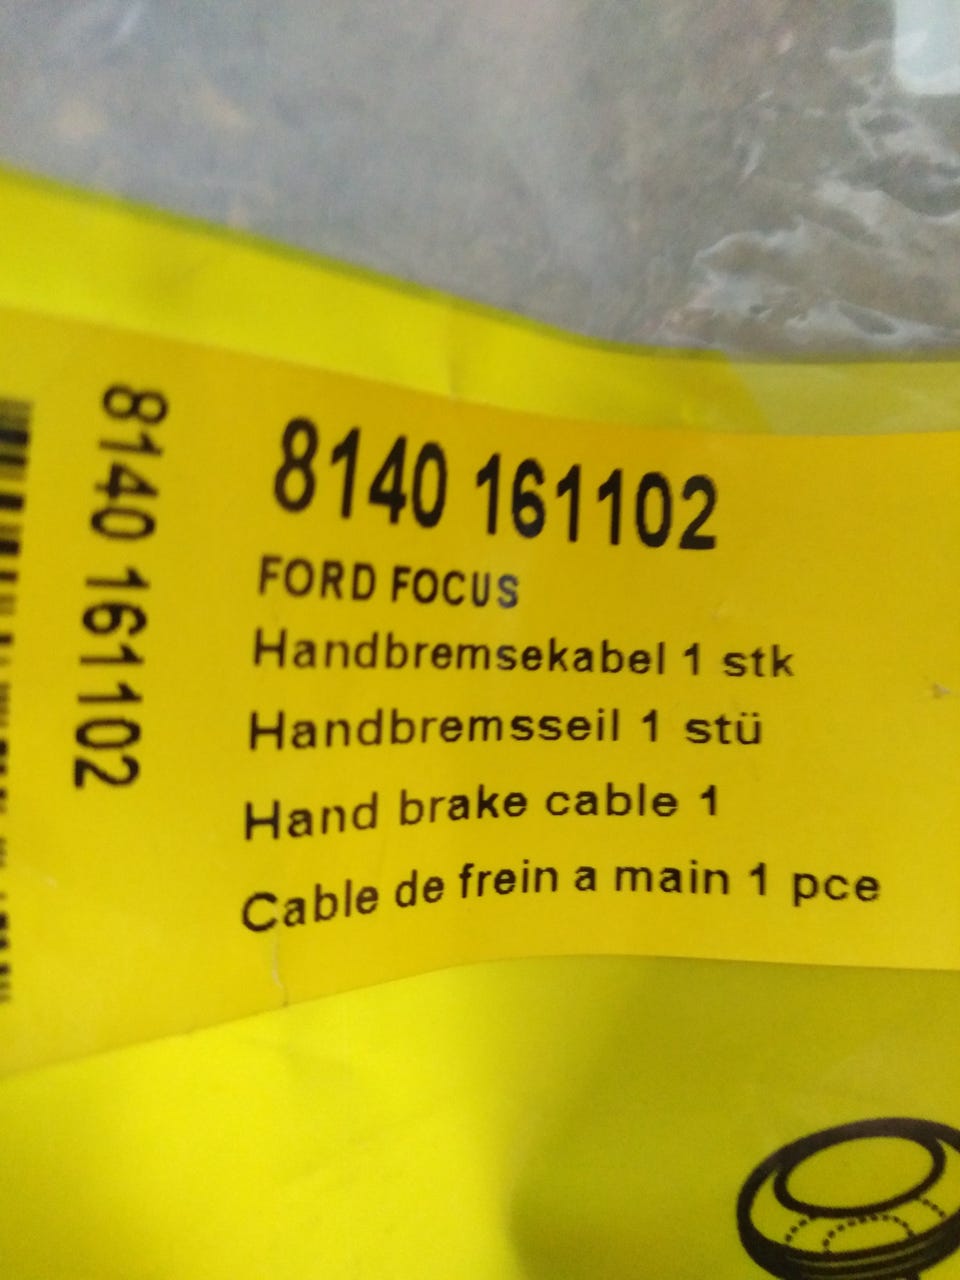 8140 161102
8140 161102
FORD FOCUS
Handbremsekabel 1 stk
Handbremsseil 1 stü
Hand brake cable 1
Cable de frein a main 1 pce